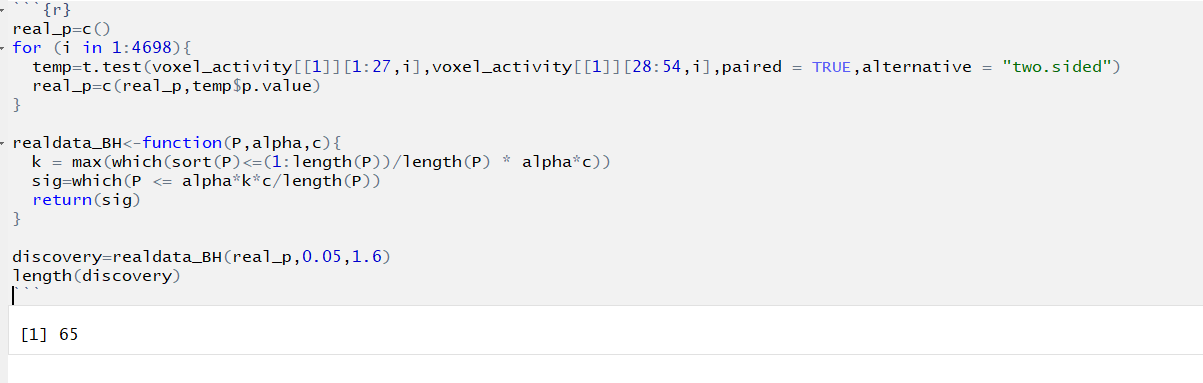 ```{r}
real_p=c()
for (i in 1:4698){
  temp=t.test(voxel_activity[[1]][1:27,i],voxel_activity[[1]][28:54,i],paired = TRUE,alternative = "two.sided")
  real_p=c(real_p,temp$p.value)
}

realdata_BH<-function(P,alpha,c){
  k = max(which(sort(P)<=(1:length(P))/length(P) * alpha*c))
  sig=which(P <= alpha*k*c/length(P))
  return(sig)
}

discovery=realdata_BH(real_p,0.05,1.6)
length(discovery)
```
[1] 65